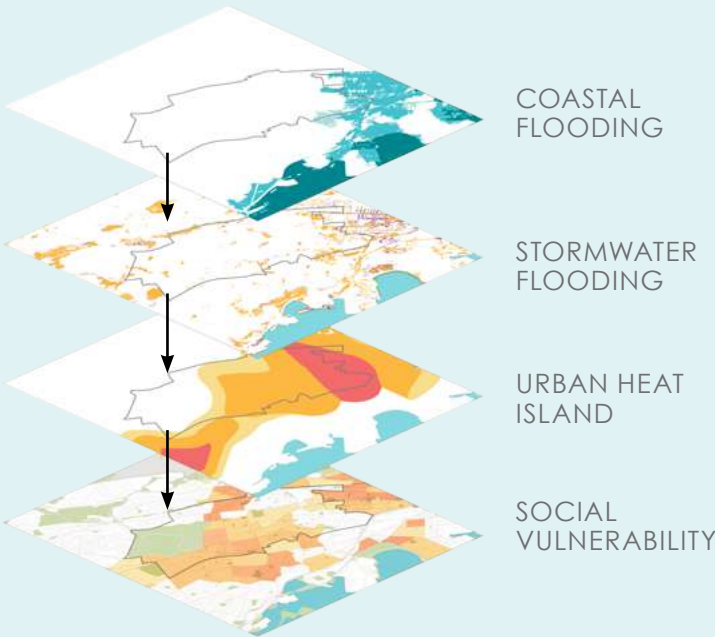 COASTAL
FLOODING
STORMWATER
FLOODING
URBAN HEAT
ISLAND
SOCIAL
VULNERABILITY